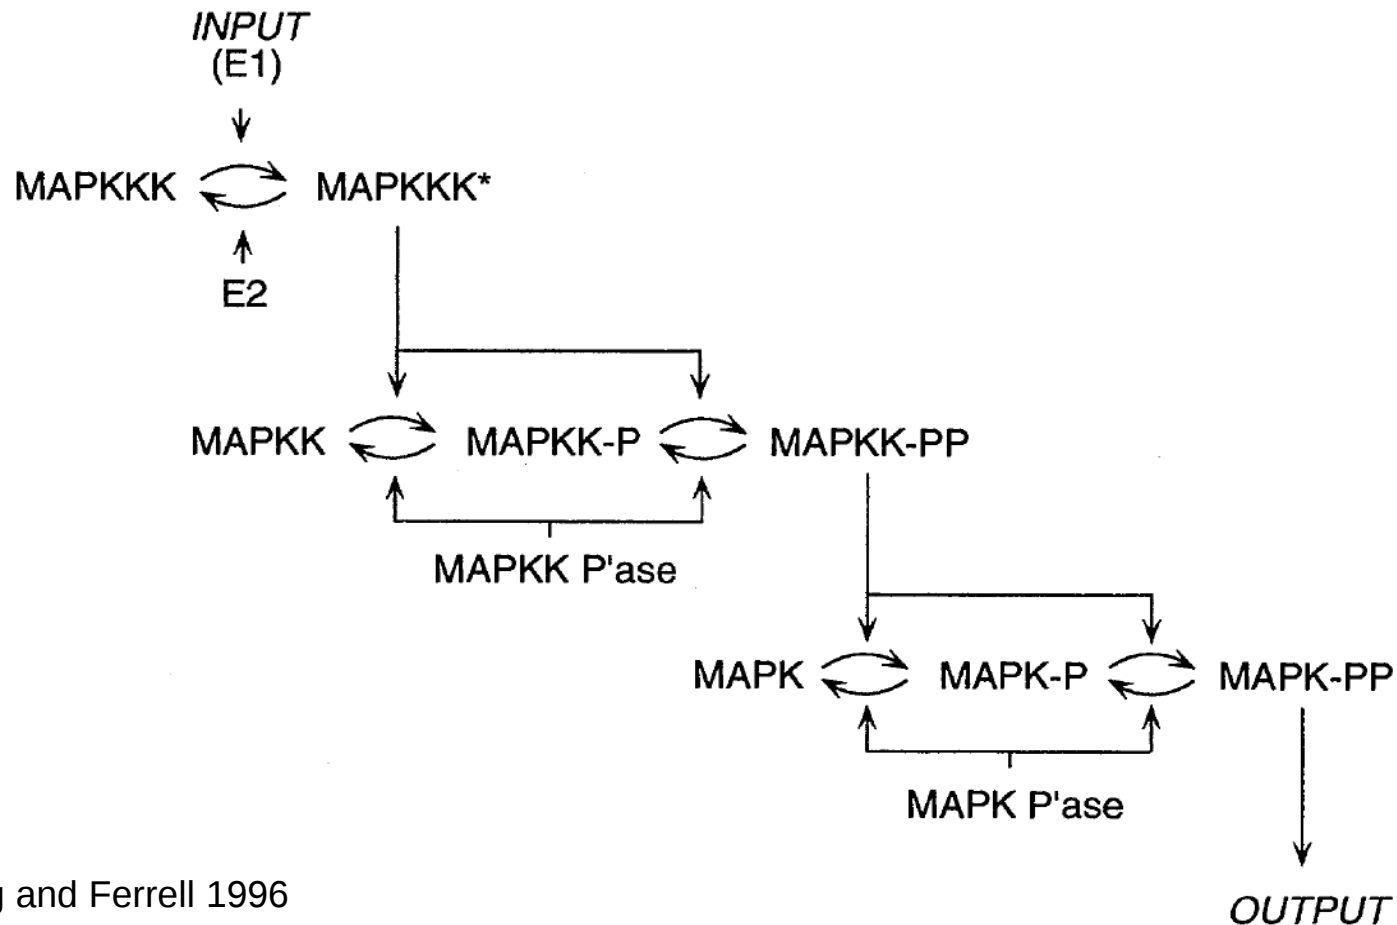 INPUT
(E1)
MAPKKK MAPKKK*
E2
MAPKK MAPKK-P MAPKK-PP
MAPKK P'ase
MAPK MAPK-P MAPK-PP
MAPK P'ase
and Ferrell 1996
OUTPUT